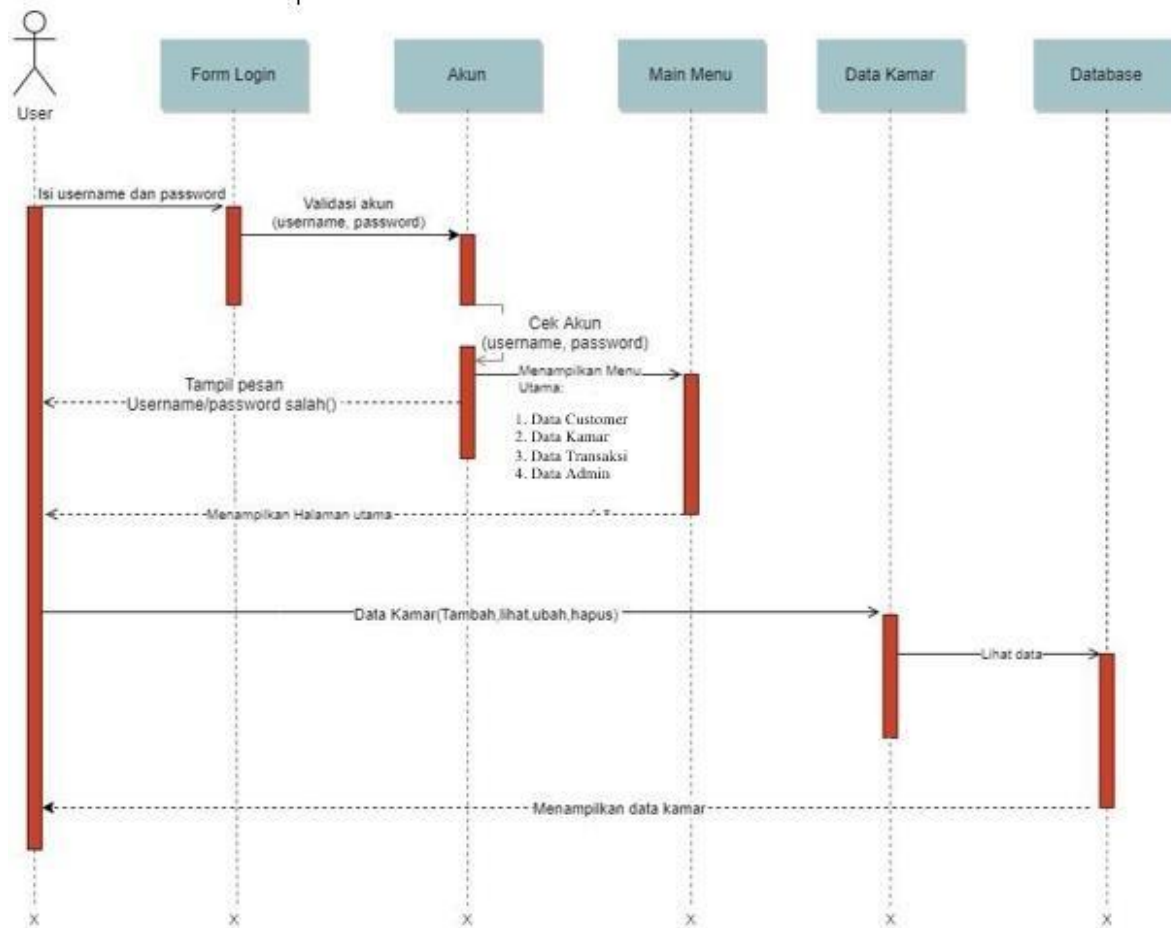 User
Form Login
Akun
Main Menu
Data Kamar
Database
Isi username dan password
Validasi akun
(username, password)
Cek Akun
(username, password)
Menampilkan Menu
Utama:
1. Data Customer
2. Data Kamar
3. Data Transaksi
4. Data Admin
Tampil pesan
Username/password salah()
Menampilkan Halaman utama
Data Kamar(Tambah,lihat,ubah,hapus)
Lihat data
Menampilkan data kamar
X
X
X
X
X
X